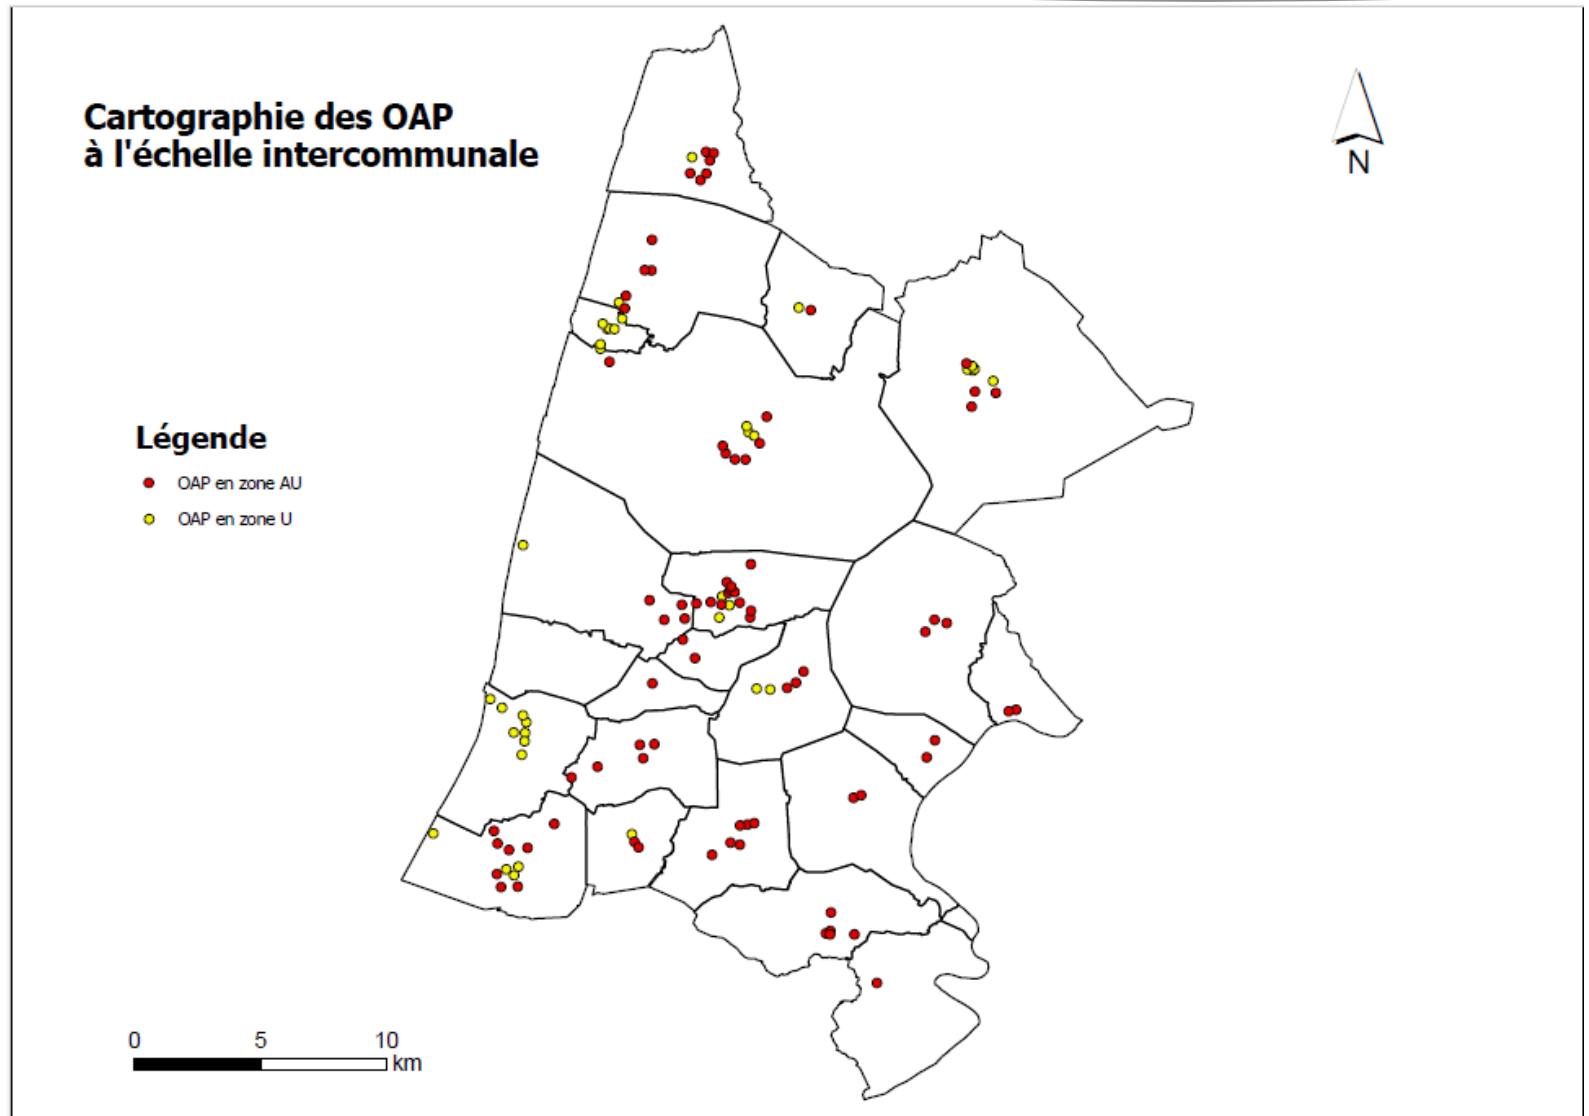 Cartographie des OAP
à l'échelle intercommunale
N
Légende
OAP en zone AU
OAP en zone U
0 5 10
km